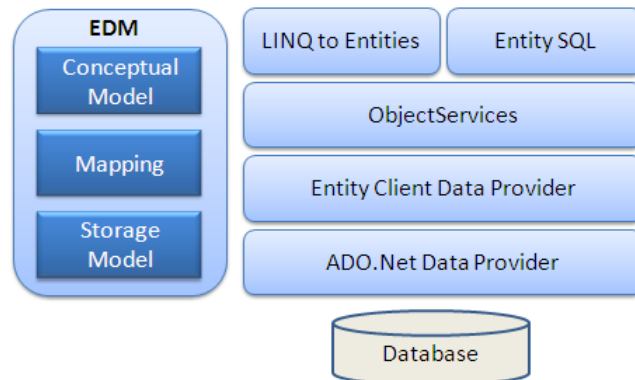 EDM
Conceptual
Model
Mapping
Storage
Model
LINQ to Entities
Entity SQL
ObjectServices
Entity Client Data Provider
ADO.Net Data Provider
Database